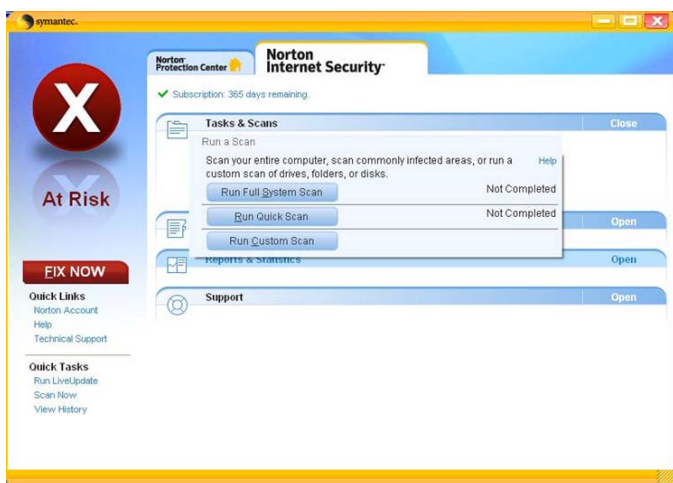 symantec.
Norton
Protection Center
Norton
Internet Security
Subscription: 365 days remaining.
X
At Risk
FIX NOW
Quick Links
Norton Account
Help
Technical Support
Quick Tasks
Run LiveUpdate
Scan Now
View History
Tasks & Scans Close
Run a Scan
Scan your entire computer, scan commonly infected areas, or run a Help
custom scan of drives, folders, or disks.
Run Full System Scan Not Completed
Run Quick Scan Not Completed
Run Custom Scan
Open
Reports & Statistics Open
Support Open